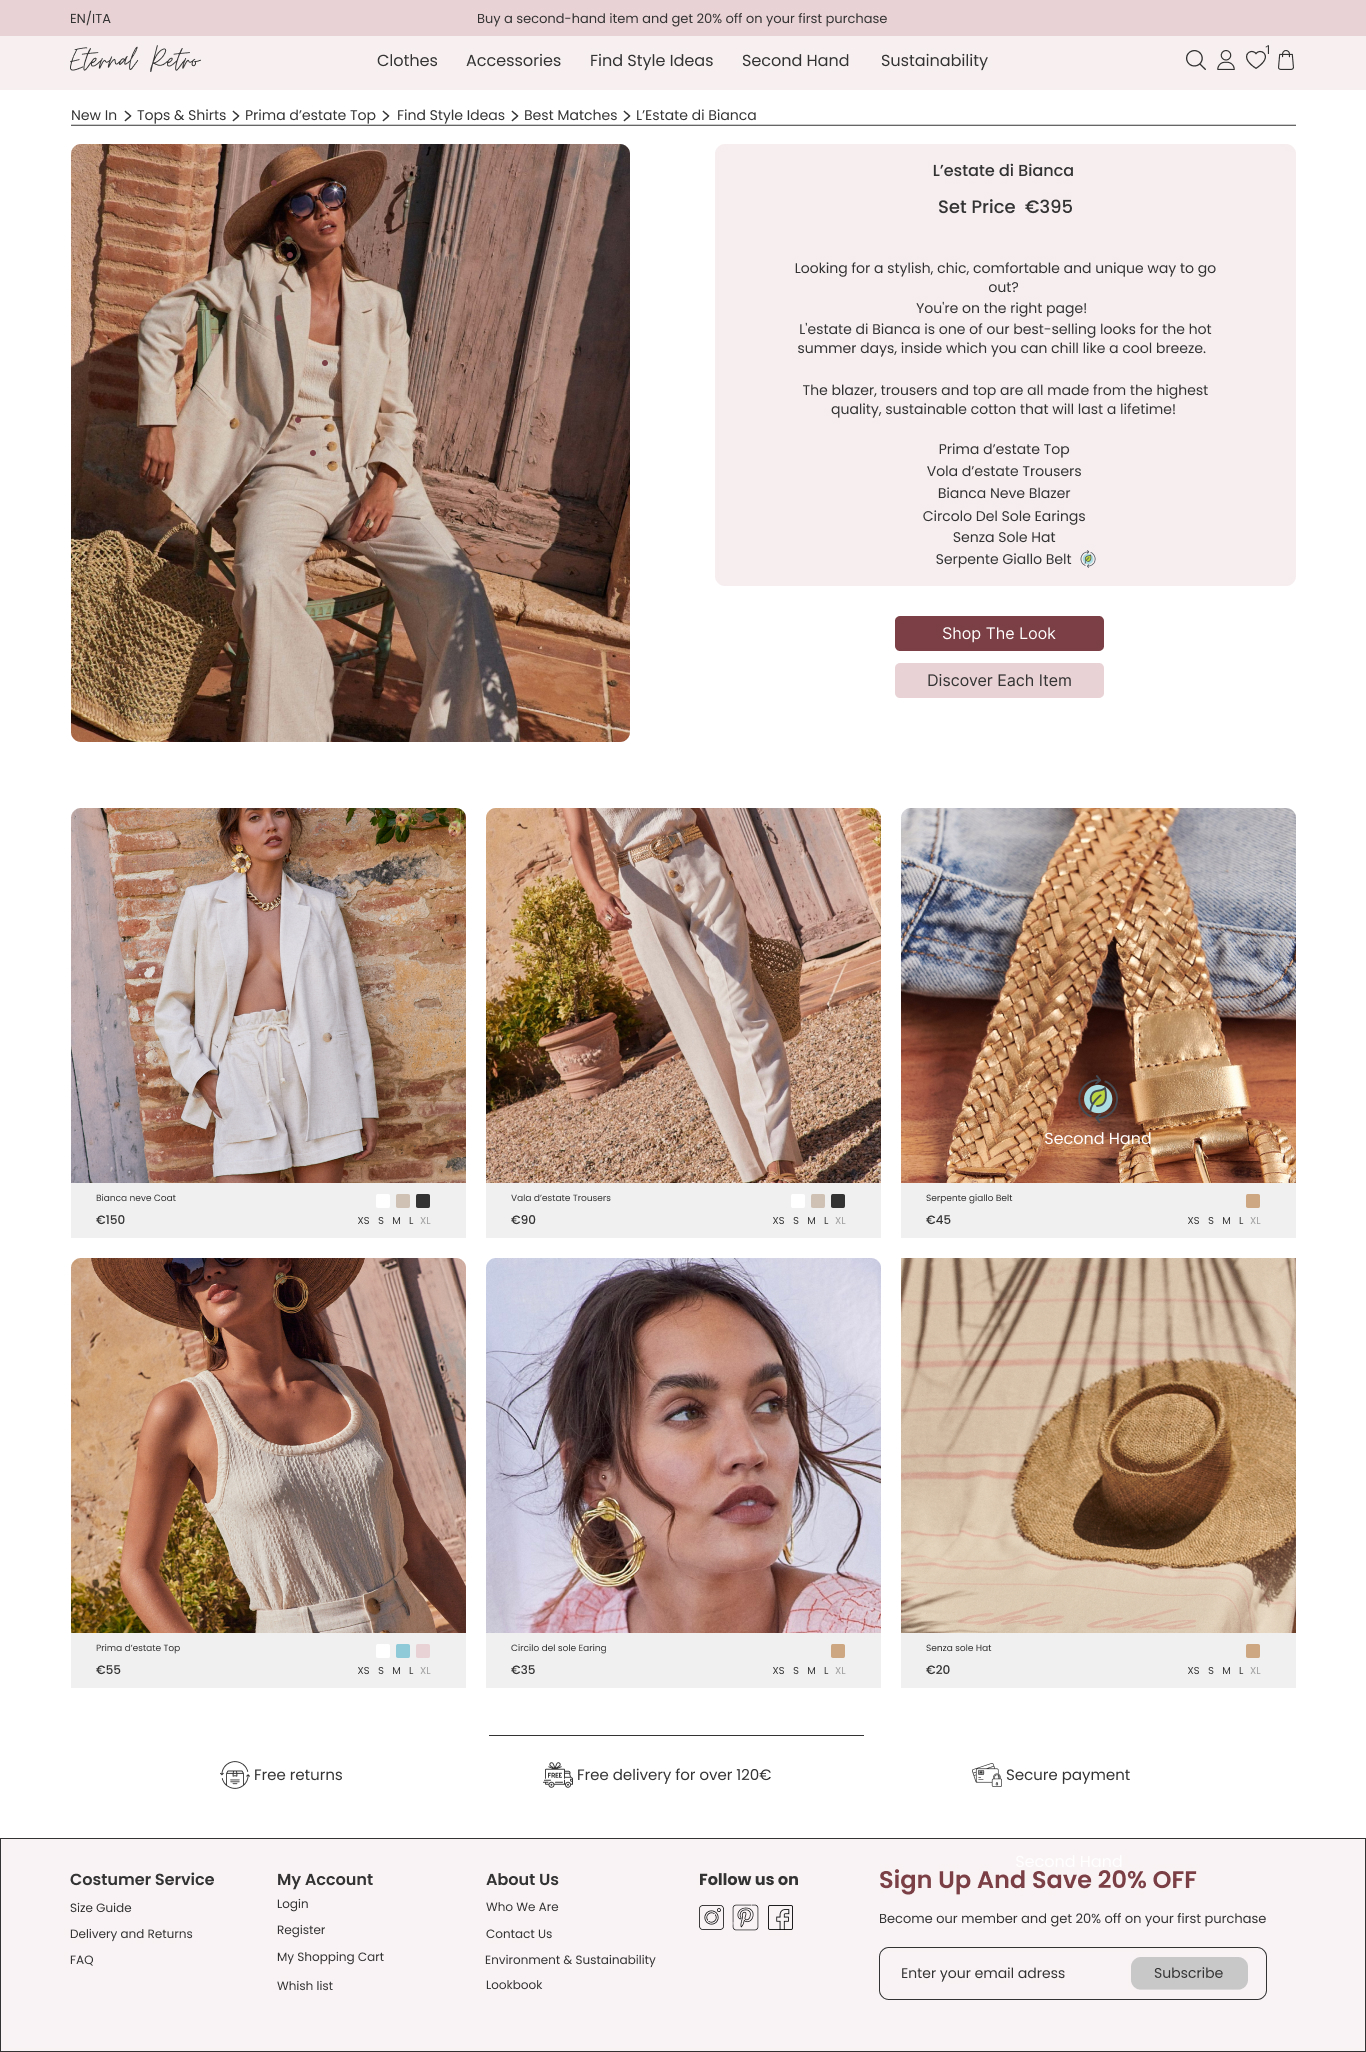 EN/ITA
Buy a second-hand item and get 20% off on your first purchase
Eternal Retro
Clothes Accessories Find Style Ideas Second Hand Sustainability
1
New In > Tops & Shirts > Prima d’estate Top > Find Style Ideas > Best Matches > L’Estate di Bianca
L’estate di Bianca
Set Price €395
Looking for a stylish, chic, comfortable and unique way to go
out?
You're on the right page!
L'estate di Bianca is one of our best-selling looks for the hot
summer days, inside which you can chill like a cool breeze.
The blazer, trousers and top are all made from the highest
quality, sustainable cotton that will last a lifetime!
Prima d’estate Top
Vola d’estate Trousers
Bianca Neve Blazer
Circolo Del Sole Earings
Senza Sole Hat
Serpente Giallo Belt
Shop The Look
Discover Each Item
Second Hand
Bianca neve Coat
€150
XS S M L XL
Vala d’estate Trousers
€90
XS S M L XL
Serpente giallo Belt
€45
XS S M L XL
Prima d’estate Top
€55
XS S M L XL
Circilo del sole Earing
€35
XS S M L XL
Senza sole Hat
€20
XS S M L XL
Free returns
FREE
Free delivery for over 120€
Secure payment
Costumer Service
Size Guide
Delivery and Returns
FAQ
My Account
Login
Register
My Shopping Cart
Whish list
About Us
Who We Are
Contact Us
Environment & Sustainability
Lookbook
Follow us on
Second Hand
Sign Up And Save 20% OFF
Become our member and get 20% off on your first purchase
Enter your email adress
Subscribe